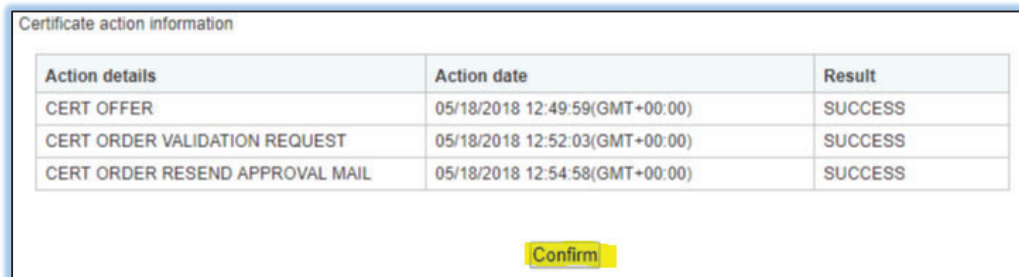 Certificate action information
Action details Action date Result
CERT OFFER 05/18/2018 12:49:59(GMT+00:00) SUCCESS
CERT ORDER VALIDATION REQUEST 05/18/2018 12:52:03(GMT+00:00) SUCCESS
CERT ORDER RESEND APPROVAL MAIL 05/18/2018 12:54:58(GMT+00:00) SUCCESS
Confirm